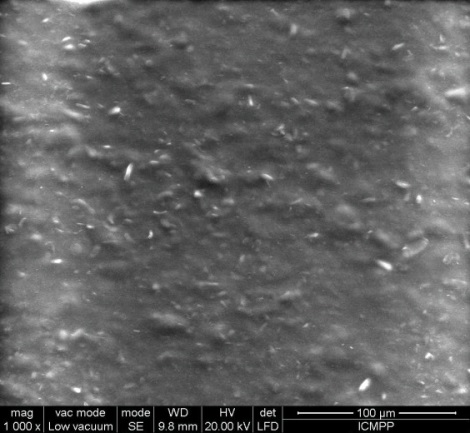 mag vac mode mode WD HV det 100 µm
1 000 x Low vacuum SE 9.8 mm 20.00 kV LFD ICMPP